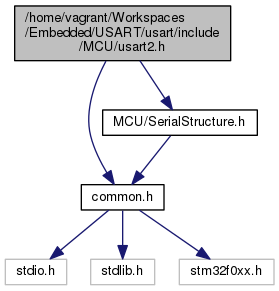 /home/vagrant/Workspaces
/Embedded/USART/usart/include
/MCU/usart2.h
MCU/SerialStructure.h
common.h
stdio.h
stdlib.h
stm32f0xx.h